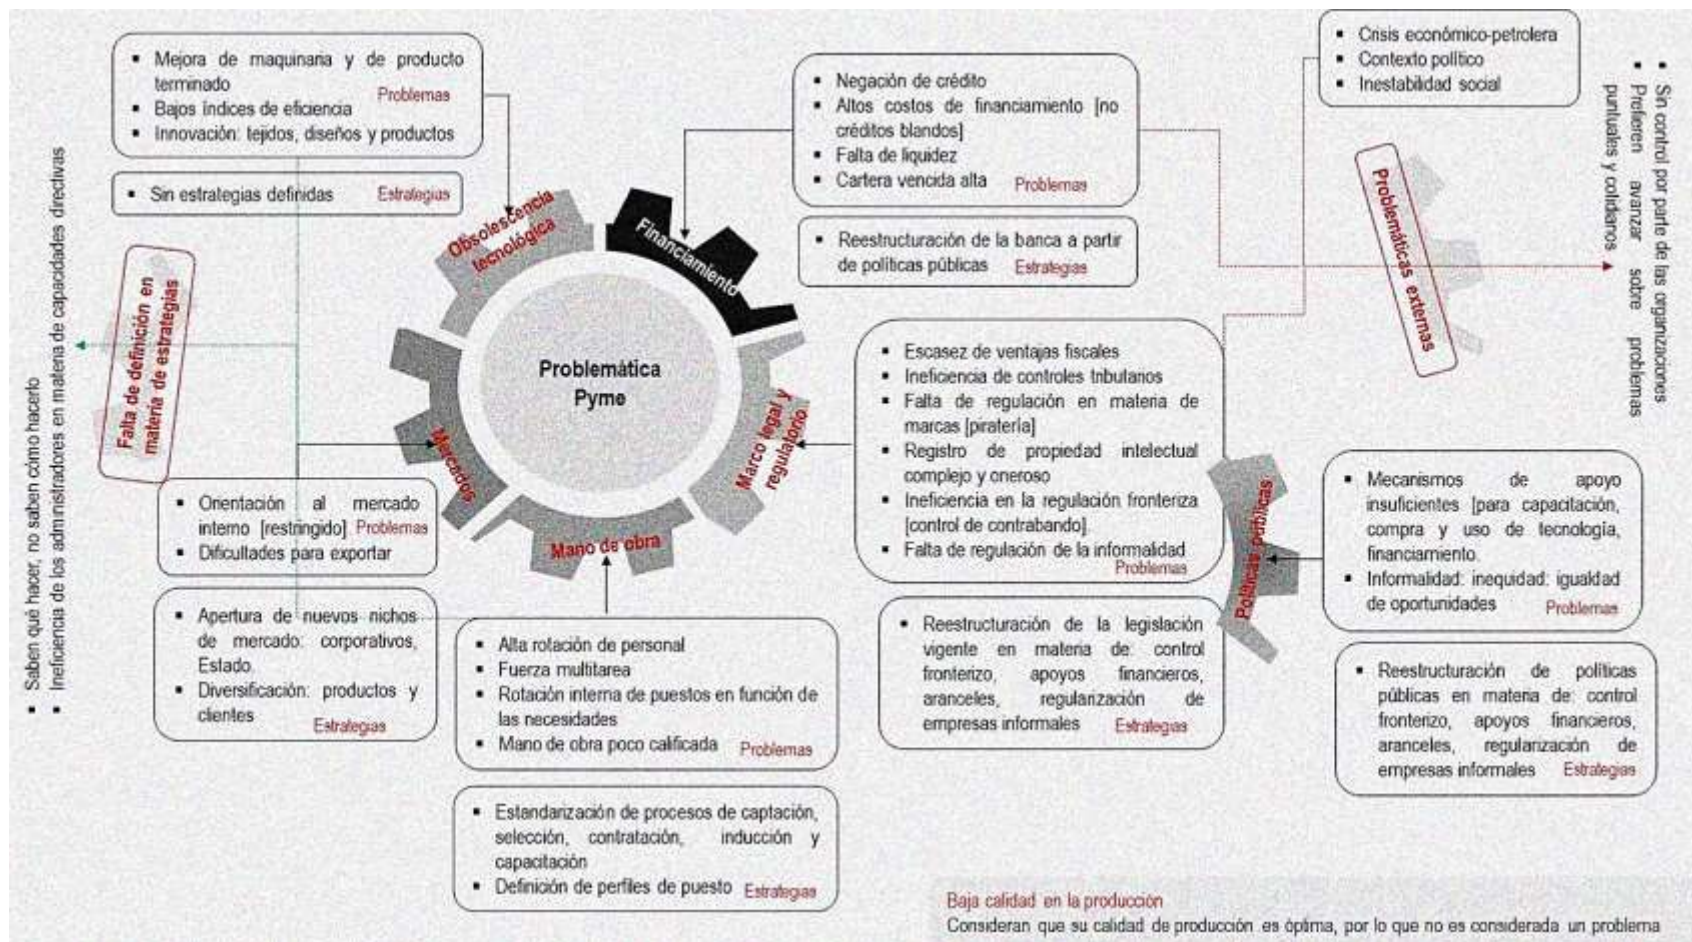 ▪ Mejora de maquinaria y de producto
terminado
Problemas
▪ Bajos índices de eficiencia
▪ Innovación: tejidos, diseños y productos
▪ Sin estrategias definidas Estrategias
Obsolescencia
tecnológica
▪ Negación de crédito
▪ Altos costos de financiamiento [no
créditos blandos]
▪ Falta de liquidez
▪ Cartera vencida alta Problemas
▪ Reestructuración de la banca a partir
de políticas públicas Estrategias
Financiamiento
▪ Crisis económico-petrolera
▪ Contexto político
▪ Inestabilidad social
Problemáticas externas
▪ Sin control por parte de las organizaciones
▪ Prefieren avanzar sobre problemas
puntuales y cotidianos
▪ Saben qué hacer, no saben cómo hacerlo
▪ Ineficiencia de los administradores en materia de capacidades directivas
Falta de definición en
materia de estrategias
Problemática
Pyme
Mercados
▪ Orientación al mercado
interno [restringido] Problemas
▪ Dificultades para exportar
▪ Apertura de nuevos nichos
de mercado: corporativos,
Estado.
▪ Diversificación: productos y
clientes Estrategias
Mano de obra
▪ Alta rotación de personal
▪ Fuerza multitarea
▪ Rotación interna de puestos en función de
las necesidades
▪ Mano de obra poco calificada Problemas
▪ Estandarización de procesos de captación,
selección, contratación, inducción y
capacitación
▪ Definición de perfiles de puesto Estrategias
Marco legal y
regulatorio
▪ Escasez de ventajas fiscales
▪ Ineficiencia de controles tributarios
▪ Falta de regulación en materia de
marcas [piratería]
▪ Registro de propiedad intelectual
complejo y oneroso
▪ Ineficiencia en la regulación fronteriza
[control de contrabando]
▪ Falta de regulación de la informalidad
Problemas
▪ Reestructuración de la legislación
vigente en materia de: control
fronterizo, apoyos financieros,
aranceles, regularización de
empresas informales Estrategias
Políticas públicas
▪ Mecanismos de apoyo
insuficientes [para capacitación,
compra y uso de tecnología,
financiamiento.
▪ Informalidad: inequidad: igualdad
de oportunidades Problemas
▪ Reestructuración de políticas
públicas en materia de: control
fronterizo, apoyos financieros,
aranceles, regularización de
empresas informales Estrategias
Baja calidad en la producción
Consideran que su calidad de producción es óptima, por lo que no es considerada un problema